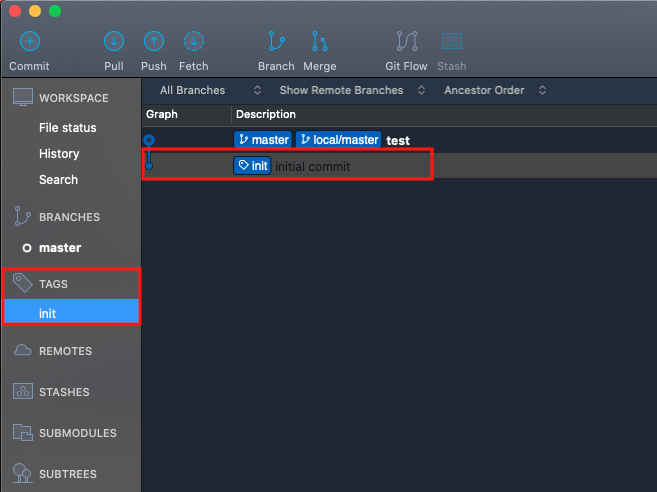 Commit Pull Push Fetch Branch Merge Git Flow Stash
All Branches Show Remote Branches Ancestor Order
WORKSPACE
File status
History
Search
BRANCHES
master
TAGS
init
REMOTES
STASHES
SUBMODULES
SUBTREES
Graph Description
master local/master test
init initial commit